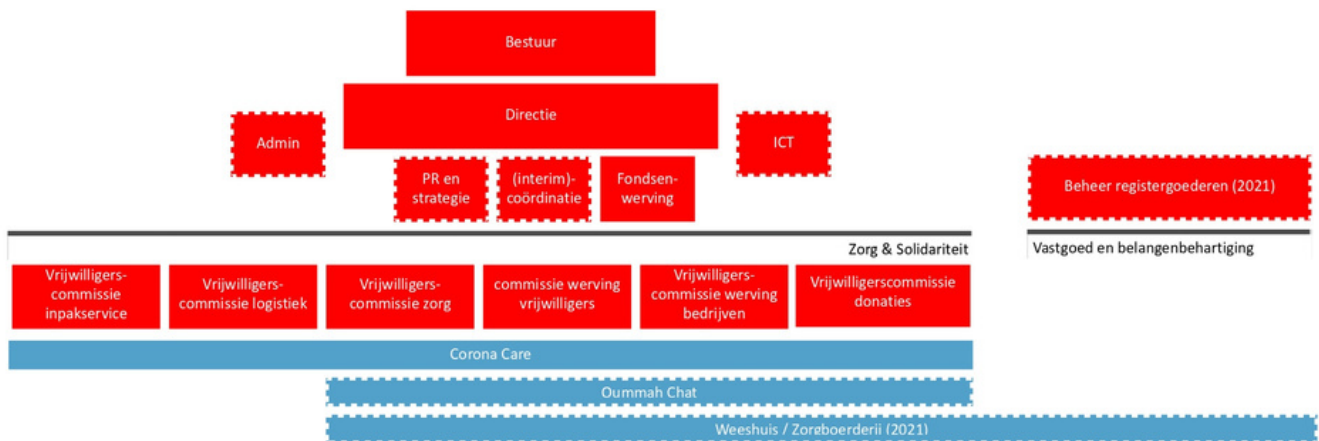 Bestuur
Directie
Admin
ICT
PR en
strategie
(interim)-
coördinatie
Fondsen-
werving
Beheer registergoederen (2021)
Zorg & Solidariteit
Vastgoed en belangenbehartiging
Vrijwilligers-
commissie
inpakservice
Vrijwilligers-
commissie logistiek
Vrijwilligers-
commissie zorg
commissie werving
vrijwilligers
Vrijwilligers-
commissie werving
bedrijven
Vrijwilligerscommissie
donaties
Corona Care
Oummah Chat
Weeshuis / Zorgboerderij (2021)